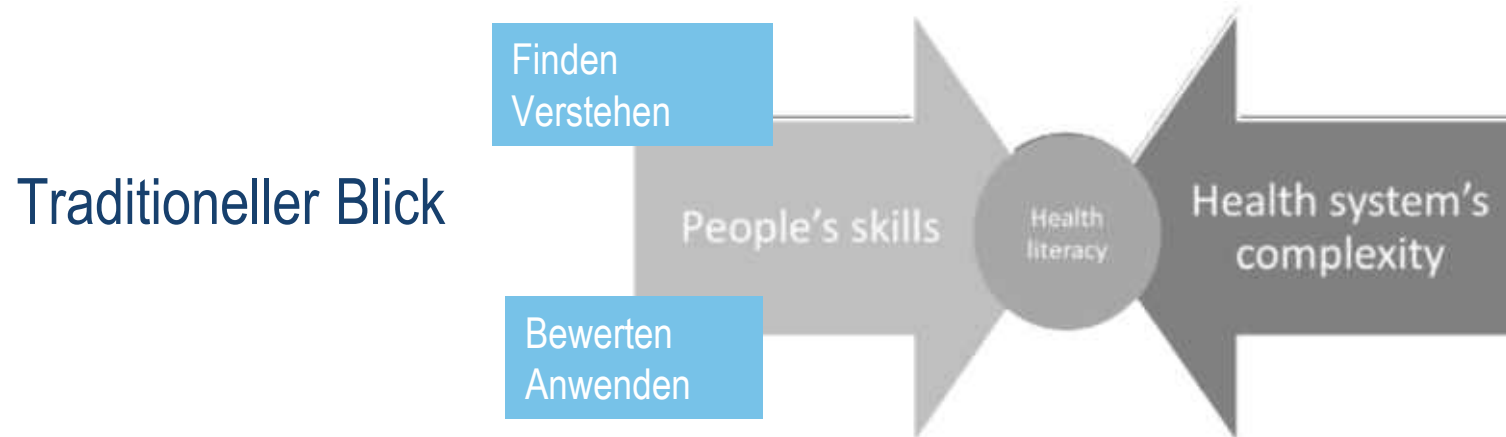 Traditioneller Blick
Finden
Verstehen
Bewerten
Anwenden
People's skills
Health
literacy
Health system's
complexity